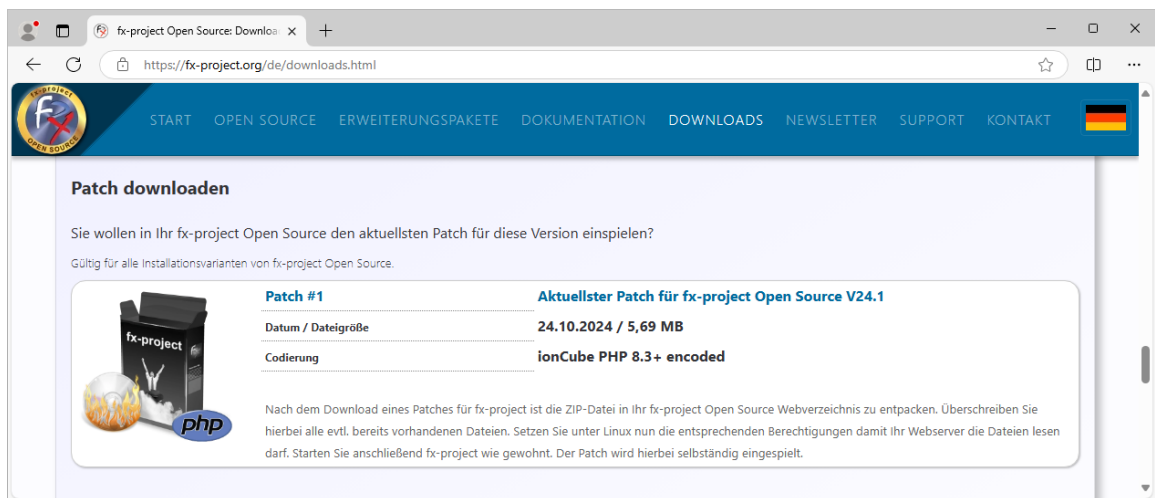 fx-project Open Source: Downloa
https://fx-project.org/de/downloads.html
fx-project
OPEN SOURCE
START OPEN SOURCE ERWEITERUNGSPAKETE DOKUMENTATION DOWNLOADS NEWSLETTER SUPPORT KONTAKT
Patch downloaden
Sie wollen in Ihr fx-project Open Source den aktuellsten Patch für diese Version einspielen?
Gültig für alle Installationsvarianten von fx-project Open Source.
fx-project
php
Patch #1 Aktuellster Patch für fx-project Open Source V24.1
Datum / Dateigröße 24.10.2024 / 5,69 MB
Codierung ionCube PHP 8.3+ encoded
Nach dem Download eines Patches für fx-project ist die ZIP-Datei in Ihr fx-project Open Source Webverzeichnis zu entpacken. Überschreiben Sie
hierbei alle evtl. bereits vorhandenen Dateien. Setzen Sie unter Linux nun die entsprechenden Berechtigungen damit Ihr Webserver die Dateien lesen
darf. Starten Sie anschließend fx-project wie gewohnt. Der Patch wird hierbei selbständig eingespielt.